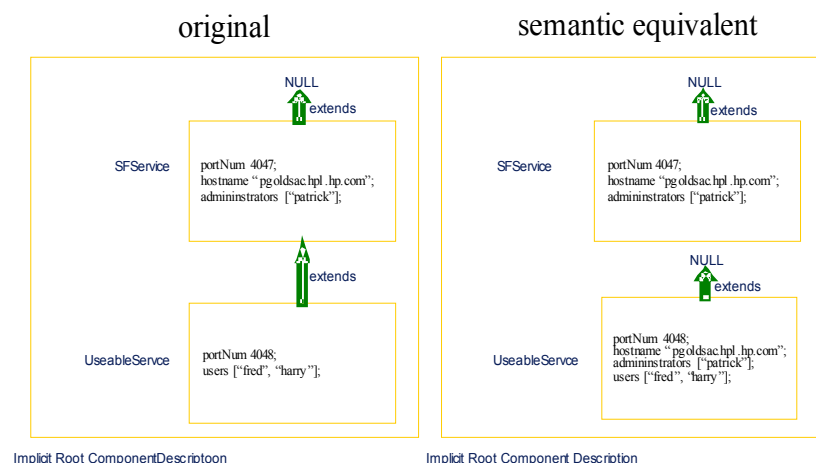 original
NULL
extends
SFService
portNum 4047;
hostname “pgoldsac.hpl.hp.com”;
admininstrators [“patrick”];
extends
UseableServce
portNum 4048;
users [“fred”, “harry”];
Implicit Root ComponentDescriptoon
semantic equivalent
NULL
extends
SFService
portNum 4047;
hostname “pgoldsac.hpl.hp.com”;
admininstrators [“patrick”];
NULL
extends
UseableServce
portNum 4048;
hostname “pgoldsac.hpl.hp.com”;
admininstrators [“patrick”];
users [“fred”, “harry”];
Implicit Root Component Description